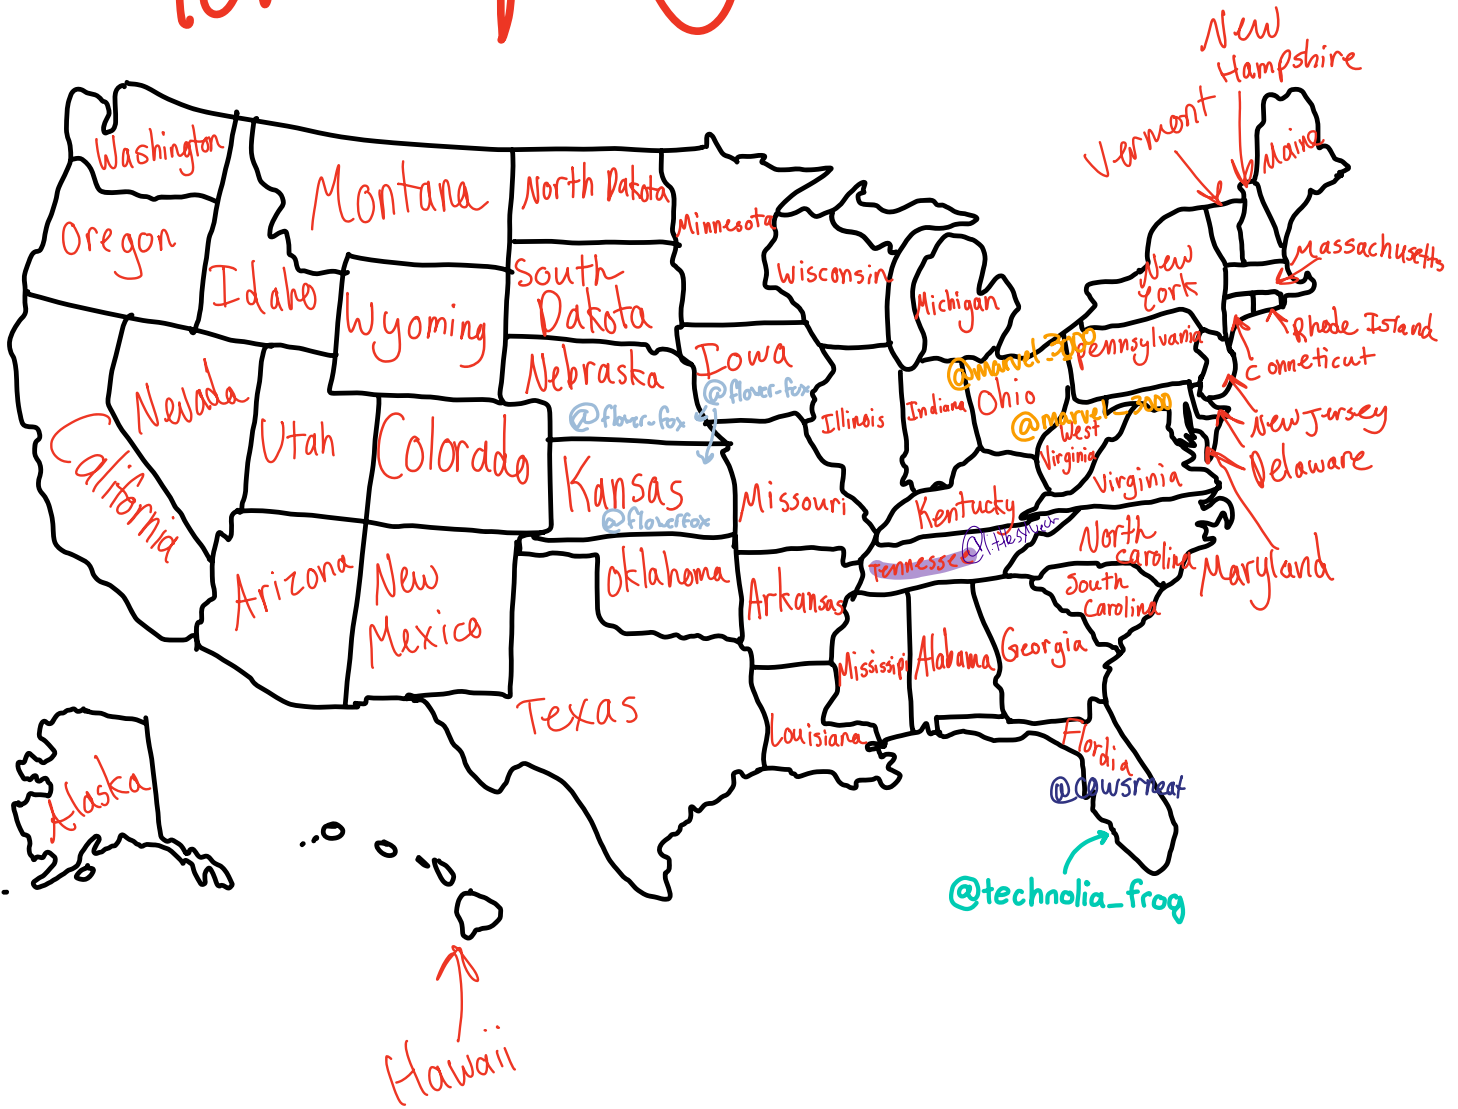 New
Hampshire
Vermont
Maine
Washington
Montana
North Dakota
Minnesota
Oregon
Idaho
Wyoming
South
Dakota
Wisconsin
Michigan
New
York
Massachusetts
Rhode Island
Conneticut
Pennsylvania
@marvel_3000
Nebraska
Iowa
@flower-fox
@flower-fox
Nevada
Utah
Colorado
California
Illinois
Indiana
Ohio
@marvel_3000
West
Virginia
Virginia
New Jersey
Delaware
Maryland
Kansas
@flowerfox
Missouri
Kentucky
Tennessee
North
Carolina
South
Carolina
Arizona
New
Mexico
Oklahoma
Arkansas
Mississipi
Alabama
Georgia
Texas
Louisiana
Flordia
@technolia_frog
Alaska
Hawaii